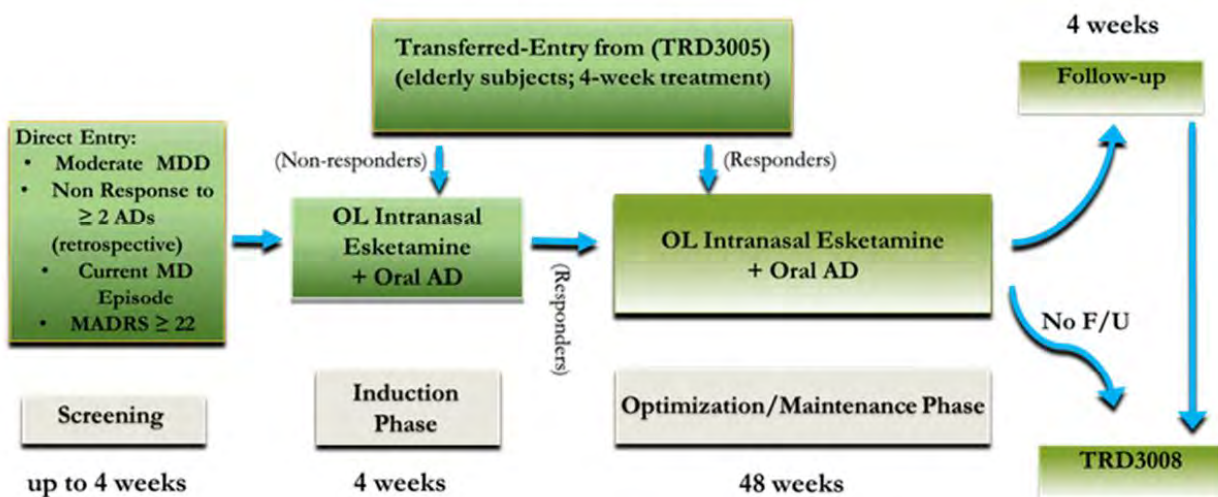 Transferred-Entry from (TRD3005)
(elderly subjects; 4-week treatment)
4 weeks
Follow-up
Direct Entry:
• Moderate MDD
• Non Response to
≥ 2 ADs
(retrospective)
• Current MD
Episode
• MADRS ≥ 22
(Non-responders)
(Responders)
OL Intranasal
Esketamine
+ Oral AD
(Responders)
OL Intranasal Esketamine
+ Oral AD
No F/U
Screening
Induction
Phase
Optimization/Maintenance Phase
TRD3008
up to 4 weeks
4 weeks
48 weeks